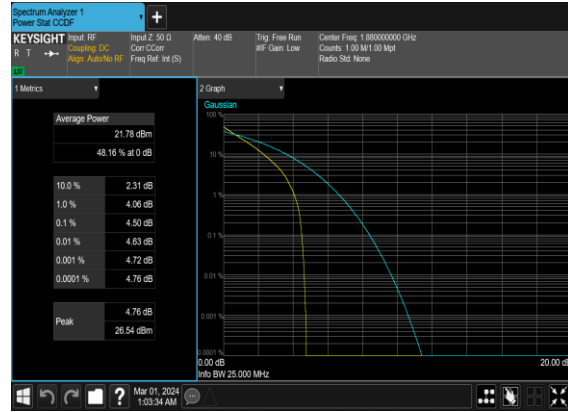 Spectrum Analyzer 1
Power Stat CCDF
KEYSIGHT
R T
LXI
Input: RF
Coupling: DC
Align: Auto/No RF
Input Z: 50 Ω
Corr CCorr
Freq Ref: Int (S)
Atten: 40 dB
Trig: Free Run
#IF Gain: Low
Center Freq: 1.880000000 GHz
Counts: 1.00 M/1.00 Mpt
Radio Std: None
1 Metrics
Average Power
21.78 dBm
48.16 % at 0 dB
10.0 % 2.31 dB
1.0 % 4.06 dB
0.1 % 4.50 dB
0.01 % 4.63 dB
0.001 % 4.72 dB
0.0001 % 4.76 dB
Peak
4.76 dB
26.54 dBm
2 Graph
Gaussian
100 %
10 %
1 %
0.1 %
0.01 %
0.001 %
0.0001 %
0.00 dB
20.00 dB
Info BW 25.000 MHz
?
Mar 01, 2024
1:03:34 AM